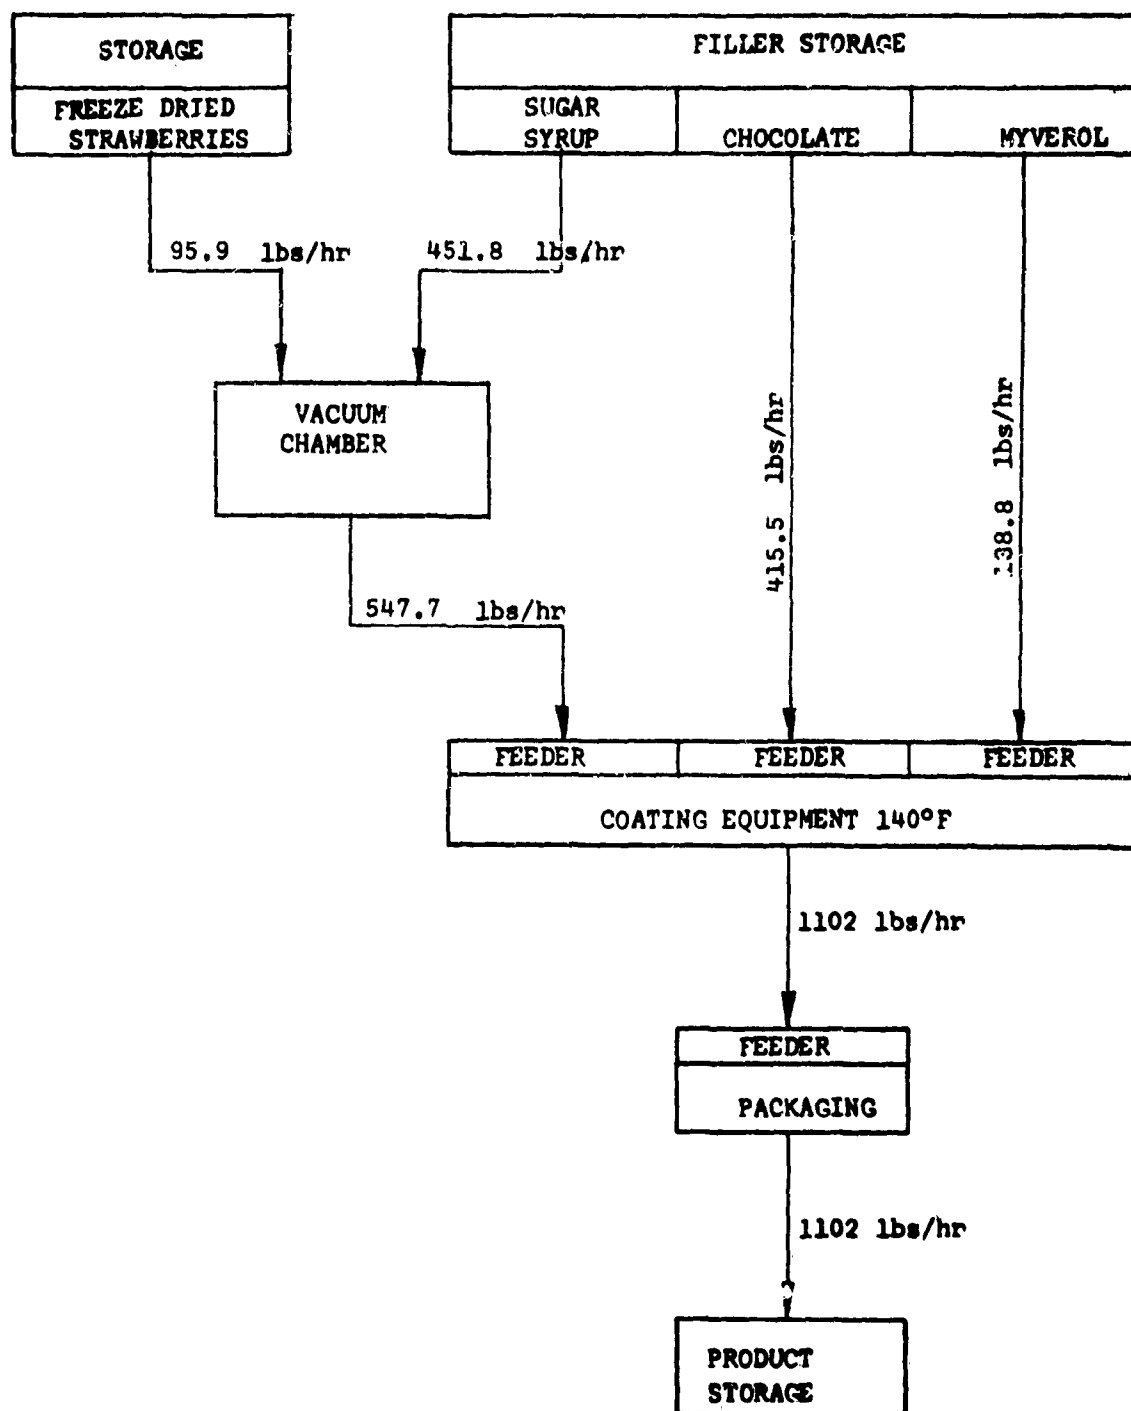 STORAGE
FREEZE DRIED
STRAWBERRIES
FILLER STORAGE
SUGAR
SYRUP
CHOCOLATE
MYVEROL
95.9 lbs/hr
451.8 lbs/hr
VACUUM
CHAMBER
415.5 lbs/hr
138.8 lbs/hr
547.7 lbs/hr
FEEDER
FEEDER
FEEDER
COATING EQUIPMENT 140°F
1102 lbs/hr
FEEDER
PACKAGING
1102 lbs/hr
PRODUCT
STORAGE